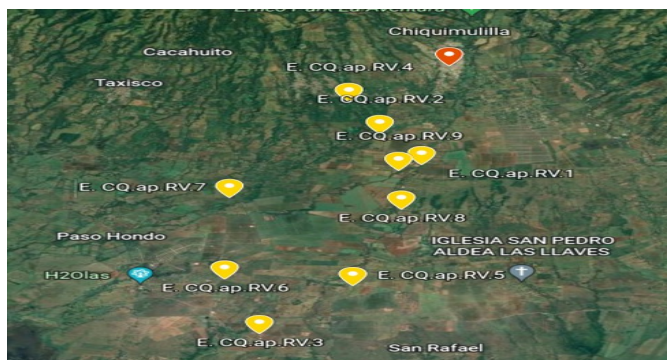 Chiquimulilla
Cacahuito
E. CQ.ap.RV.4
Taxisco
E. CQ.ap.RV.2
E. CQ.ap.RV.9
E. CQ.ap.RV.1
E. CQ.ap.RV.7
E. CQ.ap.RV.8
Paso Hondo
IGLESIA SAN PEDRO
ALDEA LAS LLAVES
H2Olas
E. CQ.ap.RV.5
E. CQ.ap.RV.6
E. CQ.ap.RV.3
San Rafael